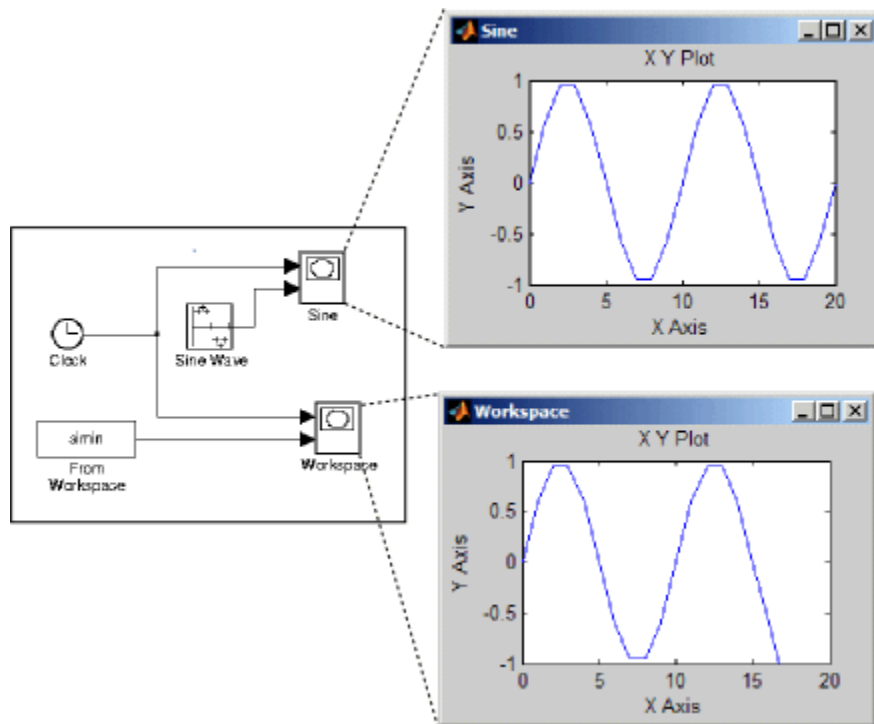 Sine
X Y Plot
1
0.5
0
-0.5
-1
Y Axis
0
5
10
15
20
X Axis
Sine
Sine Wave
Clock
simin
From
Workspace
Workspace
Workspace
X Y Plot
1
0.5
0
-0.5
-1
Y Axis
0
5
10
15
20
X Axis